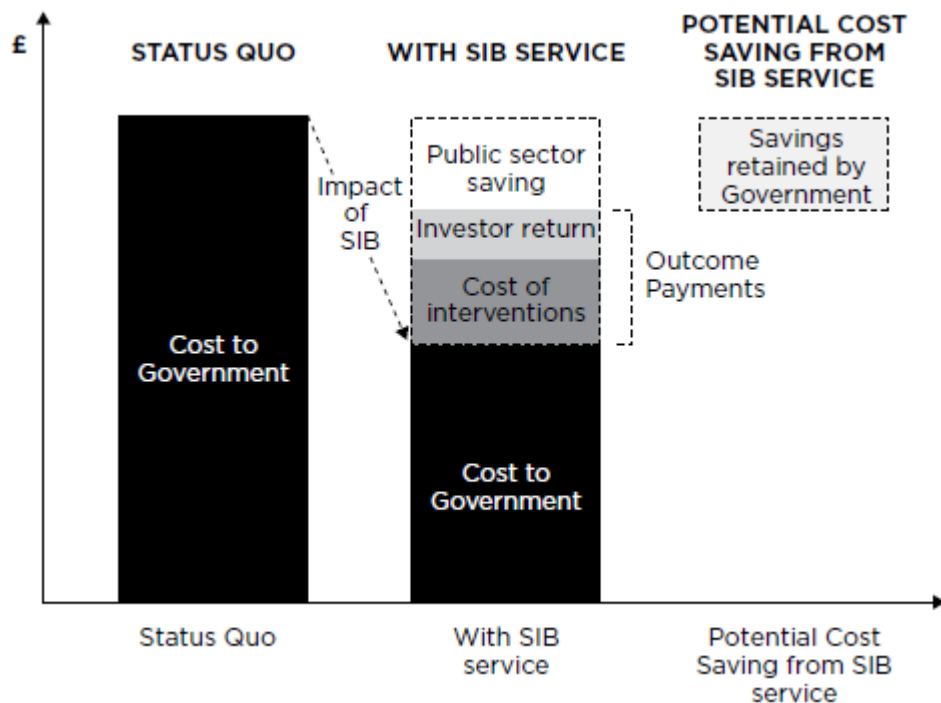 £
STATUS QUO
WITH SIB SERVICE
POTENTIAL COST
SAVING FROM
SIB SERVICE
Cost to
Government
Impact
of
SIB
Public sector
saving
Investor return
Cost of
interventions
Cost to
Government
Outcome
Payments
Savings
retained by
Government
Status Quo
With SIB
service
Potential Cost
Saving from SIB
service